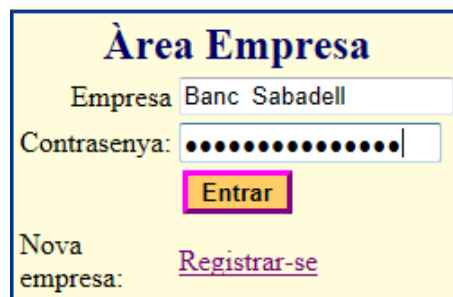 Àrea Empresa
Empresa Banc Sabadell
Contrasenya: ●●●●●●●●●●●●●●●
Entrar
Nova
empresa: Registrar-se